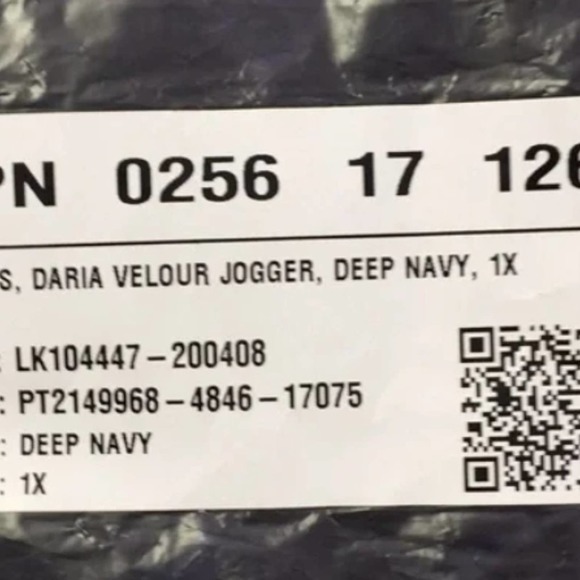 PN 0256 17 126
S, DARIA VELOUR JOGGER, DEEP NAVY, 1X
: LK104447-200408
: PT2149968-4846-17075
: DEEP NAVY
: 1X